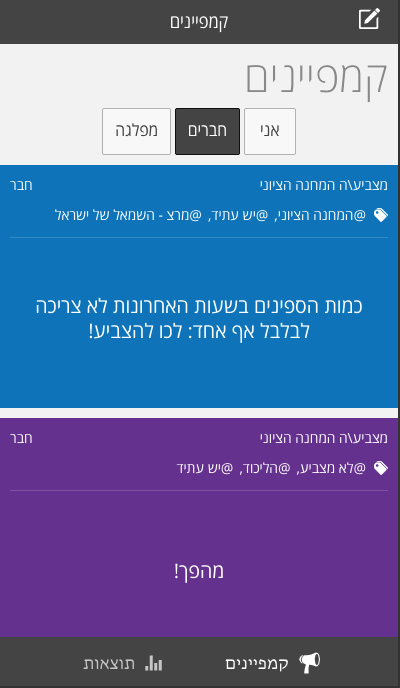 קמפיינים
קמפיינים
אני
חברים
מפלגה
מצביע\ה המחנה הציוני
חבר
@המחנה הציוני, @יש עתיד, @מרצ - השמאל של ישראל
כמות הספינים בשעות האחרונות לא צריכה
לבלבל אף אחד: לכו להצביע!
מצביע\ה המחנה הציוני
חבר
@לא מצביע, @הליכוד, @יש עתיד
מהפך!
קמפיינים
תוצאות